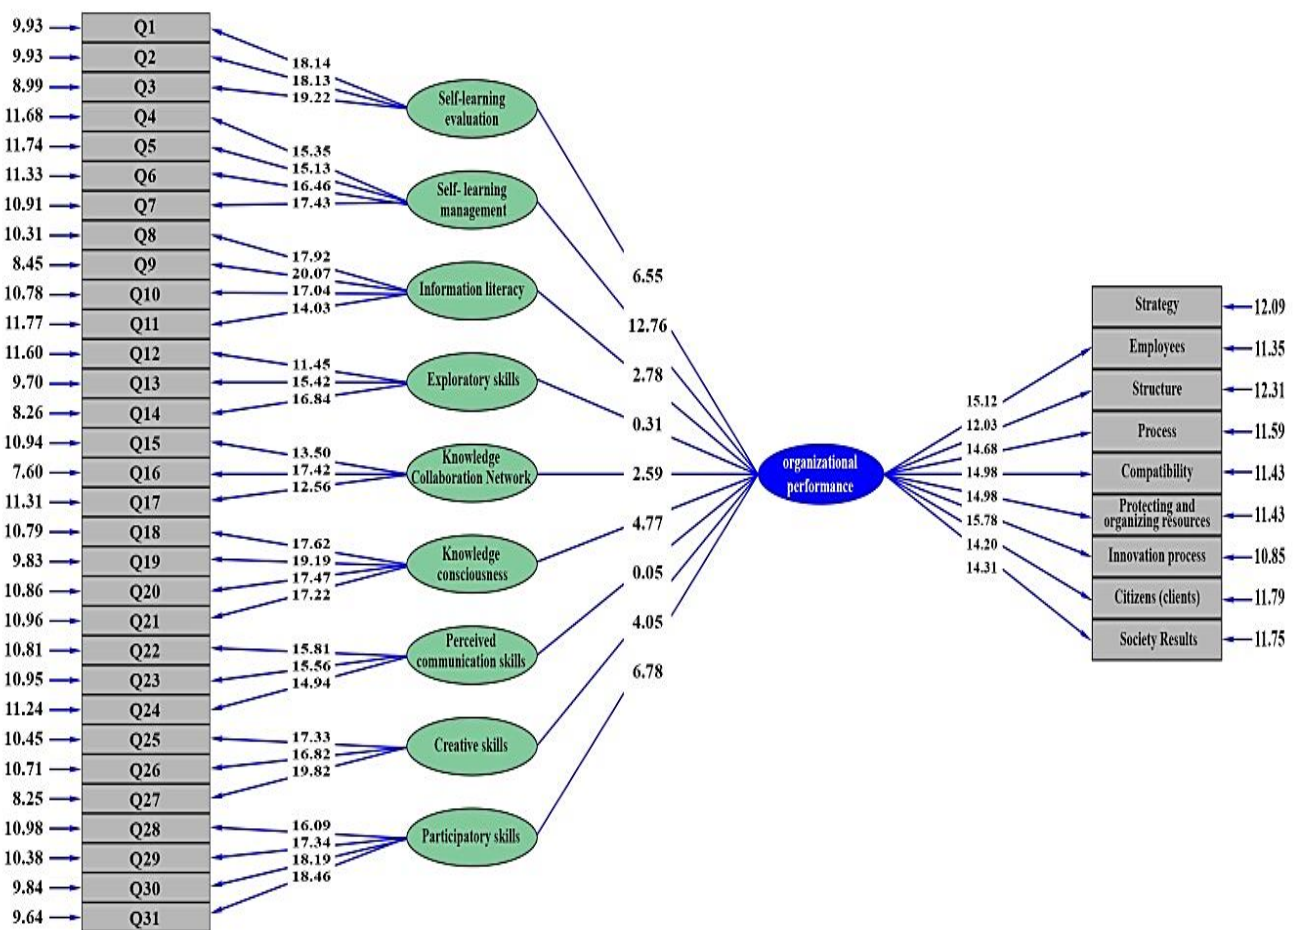 9.93 Q1
9.93 Q2
8.99 Q3
11.68 Q4
11.74 Q5
11.33 Q6
10.91 Q7
10.31 Q8
8.45 Q9
10.78 Q10
11.77 Q11
11.60 Q12
9.70 Q13
8.26 Q14
10.94 Q15
7.60 Q16
11.31 Q17
10.79 Q18
9.83 Q19
10.86 Q20
10.96 Q21
10.81 Q22
10.95 Q23
11.24 Q24
10.45 Q25
10.71 Q26
8.25 Q27
10.98 Q28
10.38 Q29
9.84 Q30
9.64 Q31
18.14
18.13
19.22
15.35
15.13
16.46
17.43
17.92
20.07
17.04
14.03
11.45
15.42
16.84
13.50
17.42
12.56
17.62
19.19
17.47
17.22
15.81
15.56
14.94
17.33
16.82
19.82
16.09
17.34
18.19
18.46
Self-learning
evaluation
Self- learning
management
Information literacy
Exploratory skills
Knowledge
Collaboration Network
Knowledge
consciousness
Perceived
communication skills
Creative skills
Participatory skills
6.55
12.76
2.78
0.31
2.59
4.77
0.05
4.05
6.78
organizational
performance
15.12
12.03
14.68
14.98
14.98
15.78
14.20
14.31
Strategy 12.09
Employees 11.35
Structure 12.31
Process 11.59
Compatibility 11.43
Protecting and
organizing resources 11.43
Innovation process 10.85
Citizens (clients) 11.79
Society Results 11.75